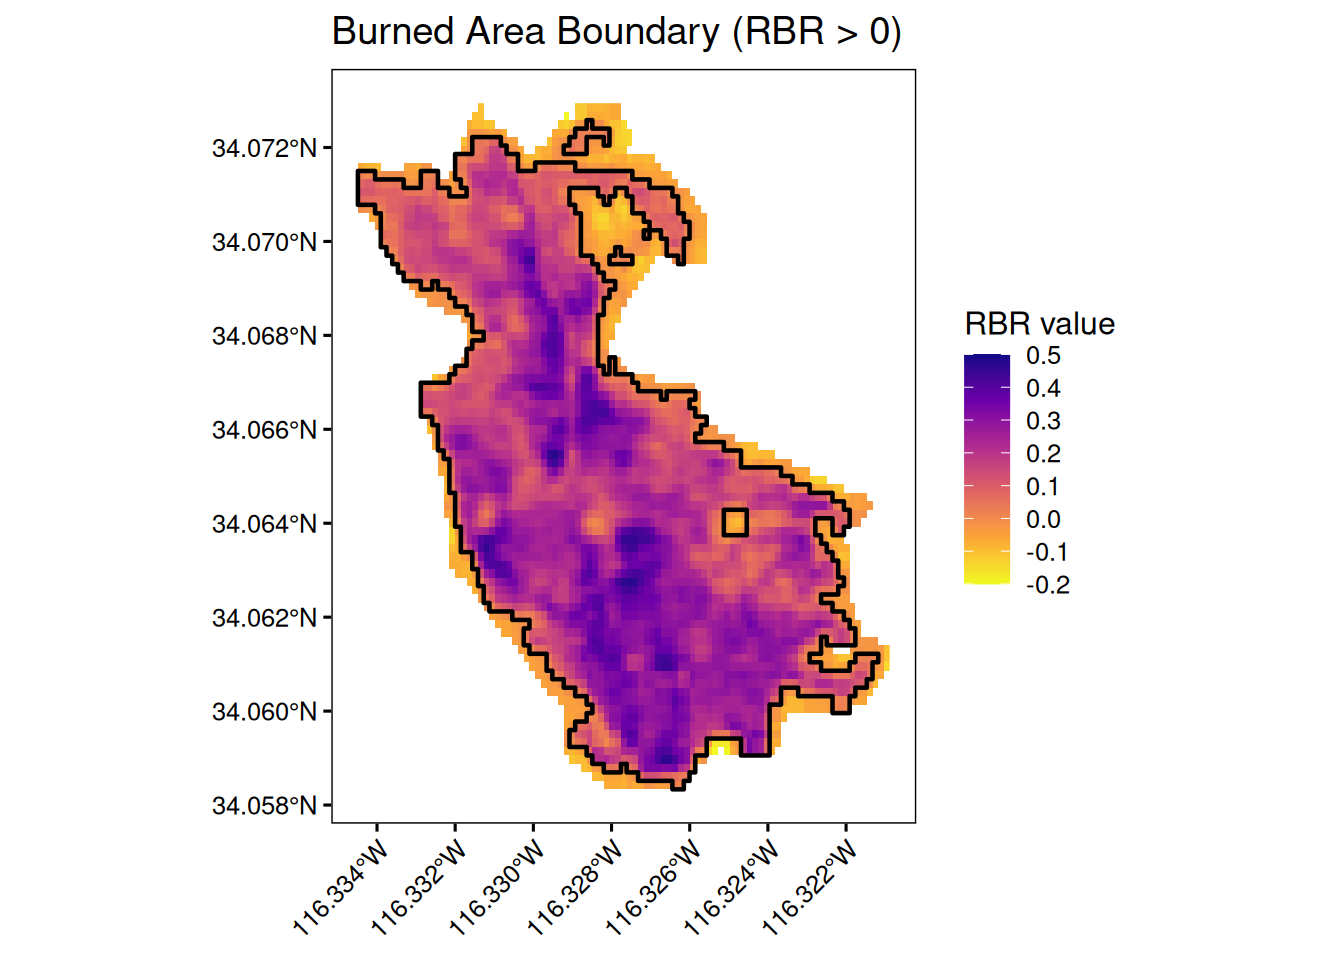 Burned Area Boundary (RBR > 0)
34.072°N
34.070°N
34.068°N
34.066°N
34.064°N
34.062°N
34.060°N
34.058°N
116.334°W
116.332°W
116.330°W
116.328°W
116.326°W
116.324°W
116.322°W
RBR value
0.5
0.4
0.3
0.2
0.1
0.0
-0.1
-0.2